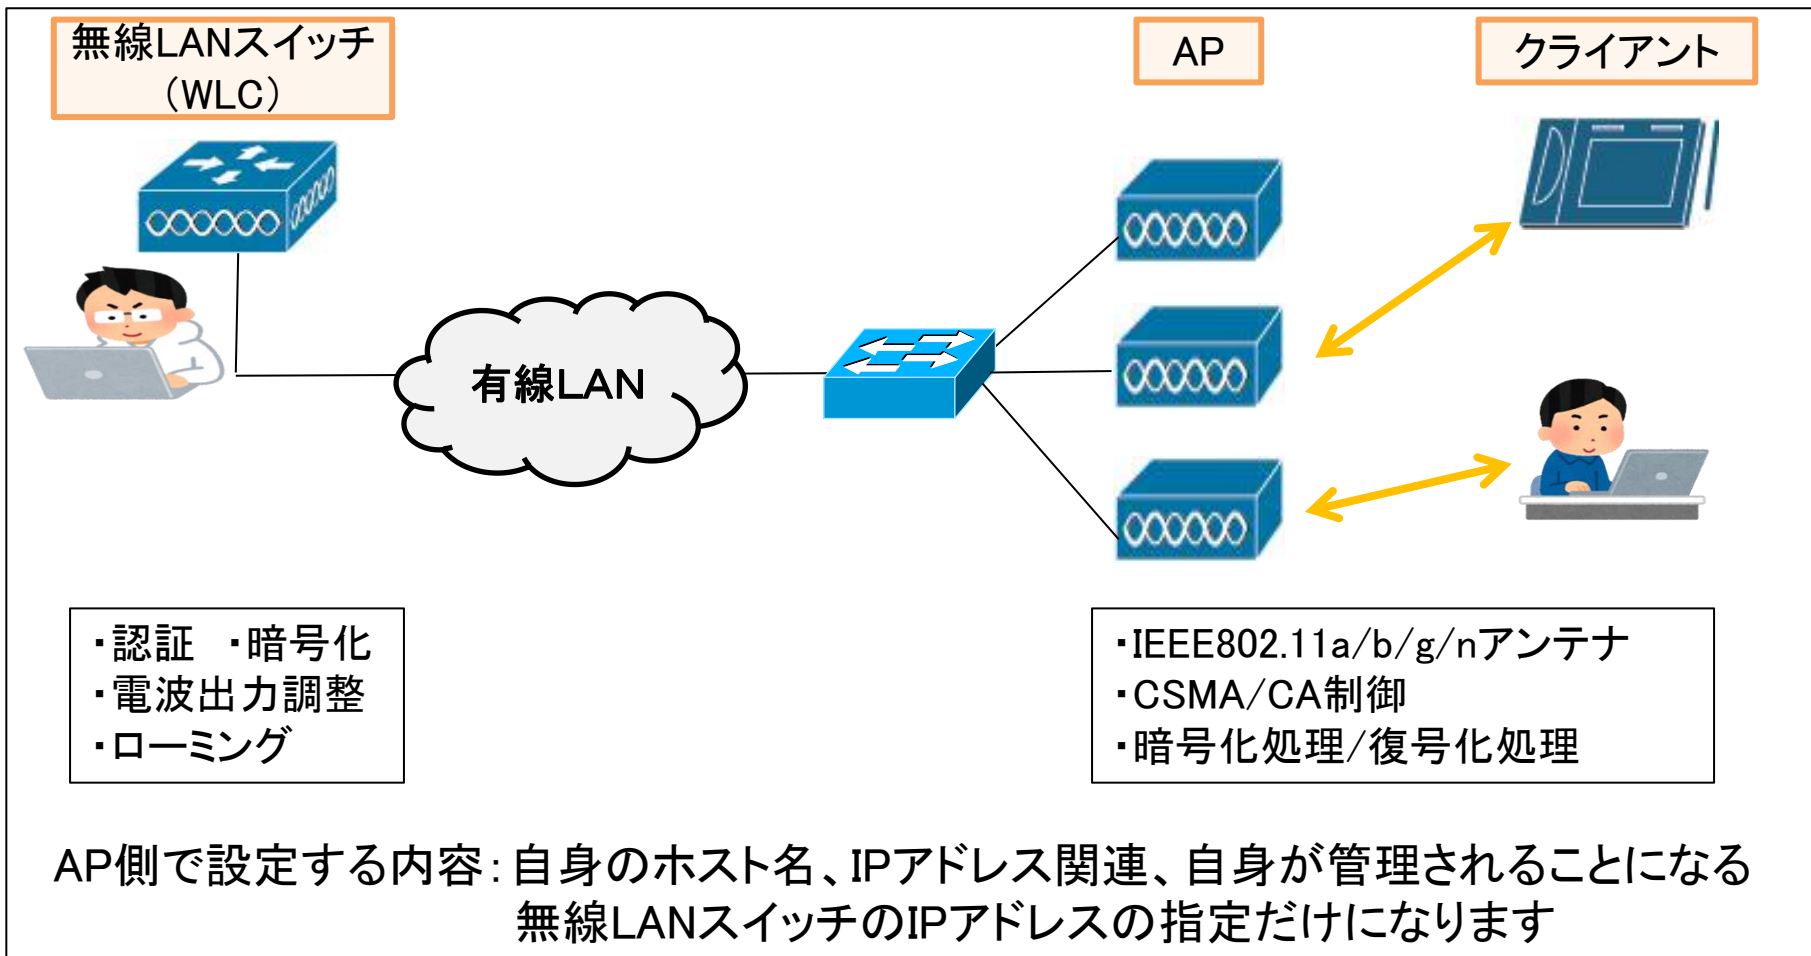 無線LANスイッチ
（WLC）
AP
クライアント
有線LAN
・認証　・暗号化
・電波出力調整
・ローミング
・IEEE802.11a/b/g/nアンテナ
・CSMA/CA制御
・暗号化処理/復号化処理
AP側で設定する内容：自身のホスト名、IPアドレス関連、自身が管理されることになる
無線LANスイッチのIPアドレスの指定だけになります